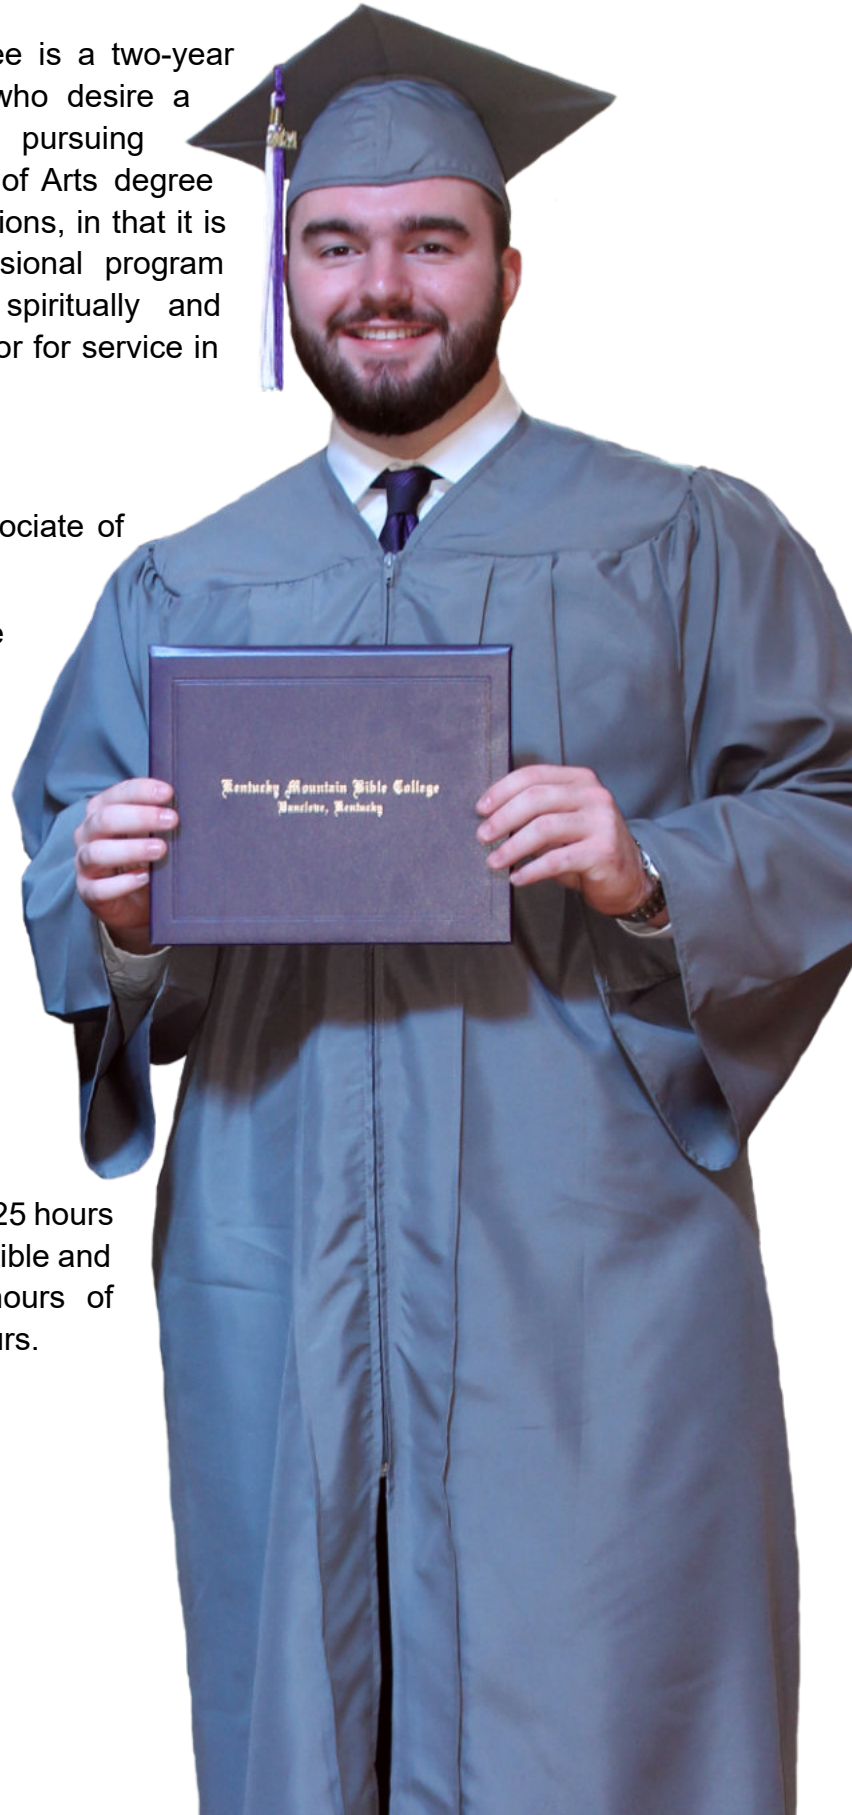 ee is a two-year
who desire a
pursuing
of Arts degree
ions, in that it is
sional program
spiritually and
or for service in
ociate of
e
Kentucky Mountain Bible College
Vancleve, Kentucky
25 hours
ible and
hours of
urs.